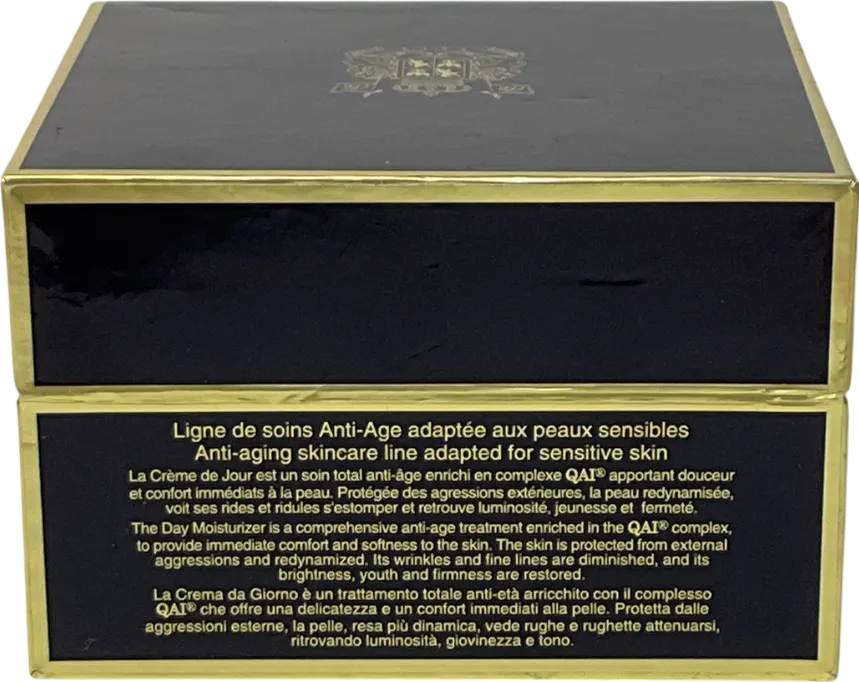 Ligne de soins Anti-Age adaptée aux peaux sensibles
Anti-aging skincare line adapted for sensitive skin
La Crème de Jour est un soin total anti-âge enrichi en complexe QAI® apportant douceur
et confort immédiats à la peau. Protégée des agressions extérieures, la peau redynamisée,
voit ses rides et ridules s'estomper et retrouve luminosité, jeunesse et fermeté.
The Day Moisturizer is a comprehensive anti-age treatment enriched in the QAI® complex,
to provide immediate comfort and softness to the skin. The skin is protected from external
aggressions and redynamized. Its wrinkles and fine lines are diminished, and its
brightness, youth and firmness are restored.
La Crema da Giorno è un trattamento totale anti-età arricchito con il complesso
QAI® che offre una delicatezza e un confort immediati alla pelle. Protetta dalle
aggressioni esterne, la pelle, resa più dinamica, vede rughe e rughette attenuarsi,
ritrovando luminosità, giovinezza e tono.